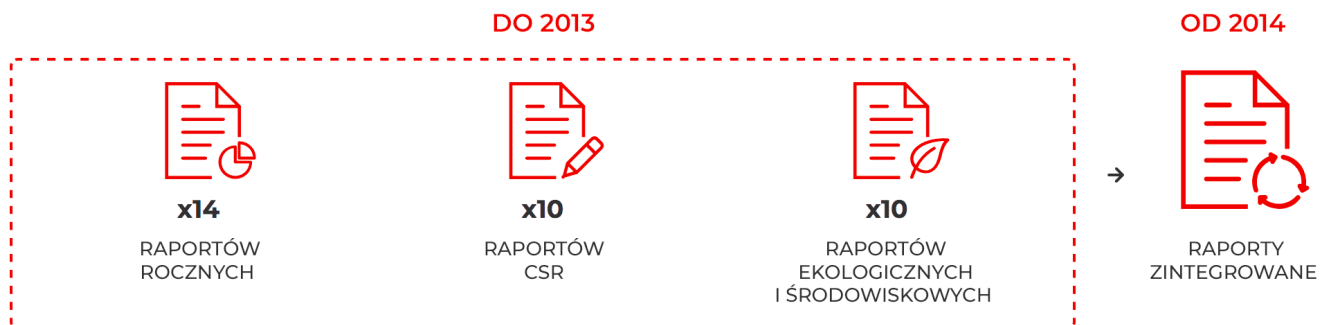 DO 2013
OD 2014
x14
RAPORTÓW
ROCZNYCH
x10
RAPORTÓW
CSR
x10
RAPORTÓW
EKOLOGICZNYCH
I ŚRODOWISKOWYCH
RAPORTY
ZINTEGROWANE